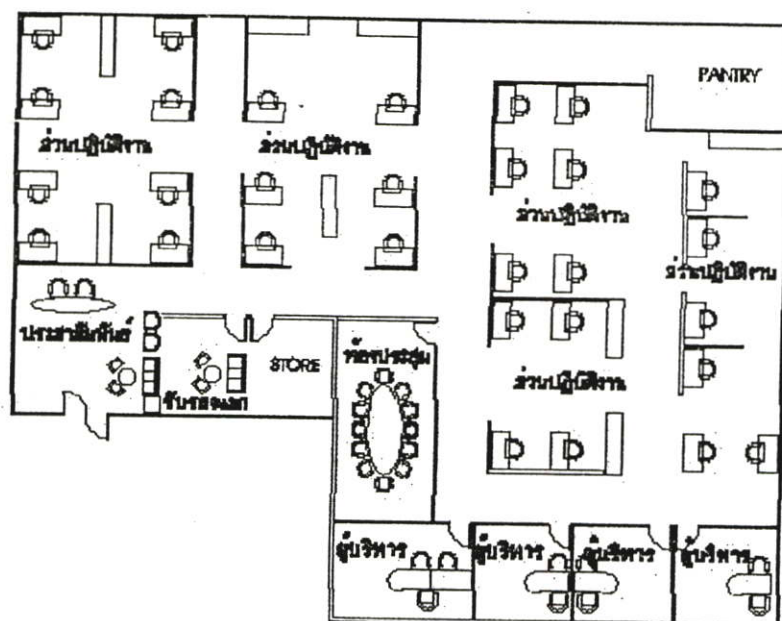 PANTRY
ส่วนปฏิบัติงาน
ส่วนปฏิบัติงาน
ส่วนปฏิบัติงาน
ส่วนปฏิบัติงาน
ประชาสัมพันธ์
รับรองแขก
STORE
ห้องประชุม
ส่วนปฏิบัติงาน
ผู้บริหาร
ผู้บริหาร
ผู้บริหาร
ผู้บริหาร